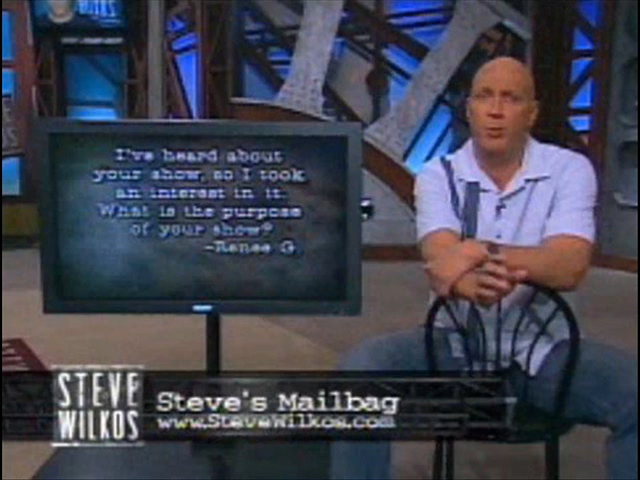 I've heard about
your show, so I took
an interest in it.
What is the purpose
of your show?
-Renee G.
STEVE
WILKOS
Steve's Mailbag
www.SteveWilkos.com